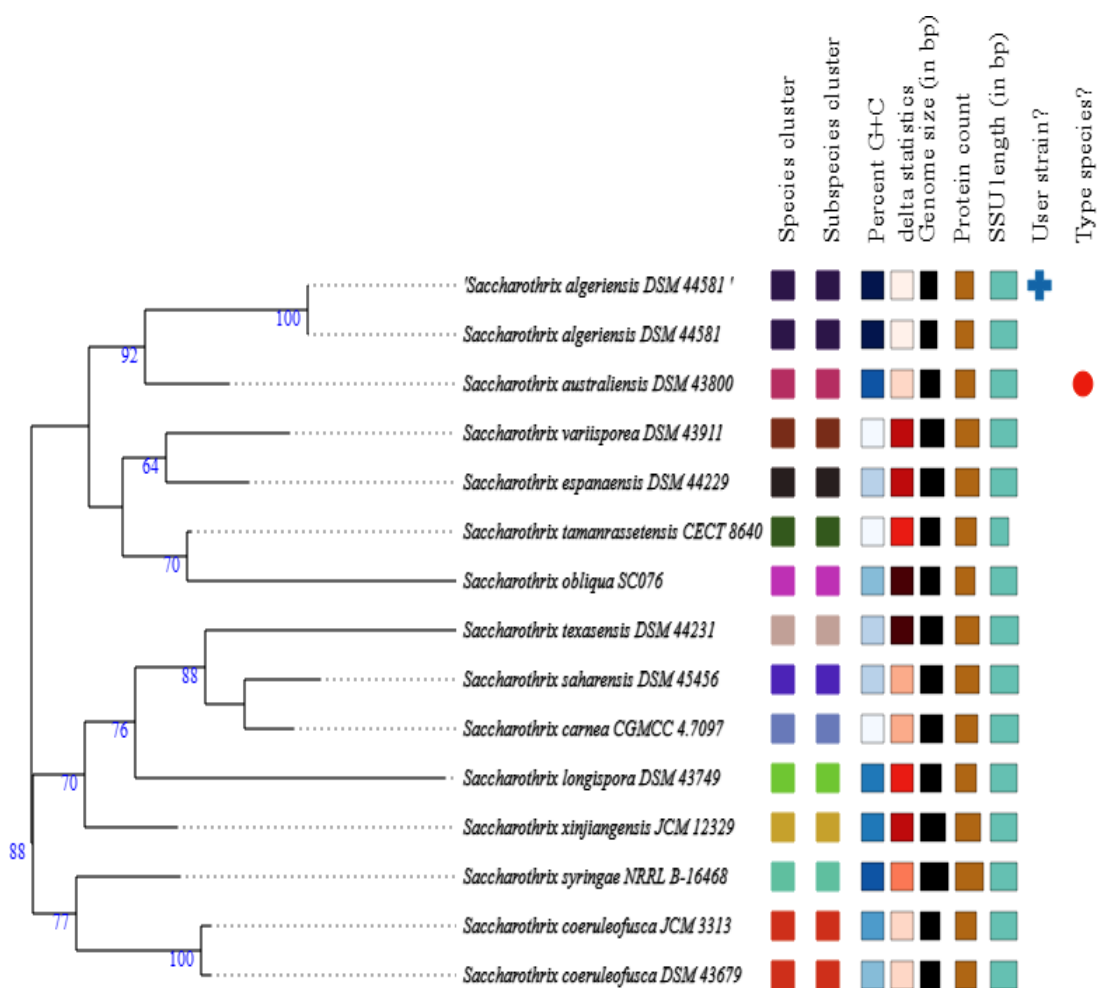 Species cluster
Subspecies cluster
Percent G+C
delta statistics
Genome size (in bp)
Protein count
SSU length (in bp)
User strain?
Type species?
'Saccharothrix algeriensis DSM 44581 '
100
Saccharothrix algeriensis DSM 44581
92
Saccharothrix australiensis DSM 43800
Saccharothrix variisporea DSM 43911
64
Saccharothrix espanaensis DSM 44229
Saccharothrix tamanrassetensis CECT 8640
70
Saccharothrix obliqua SC076
Saccharothrix texasensis DSM 44231
88
Saccharothrix saharensis DSM 45456
76
Saccharothrix carnea CGMCC 4.7097
70
Saccharothrix longispora DSM 43749
Saccharothrix xinjiangensis JCM 12329
88
Saccharothrix syringae NRRL B-16468
77
Saccharothrix coeruleofusca JCM 3313
100
Saccharothrix coeruleofusca DSM 43679